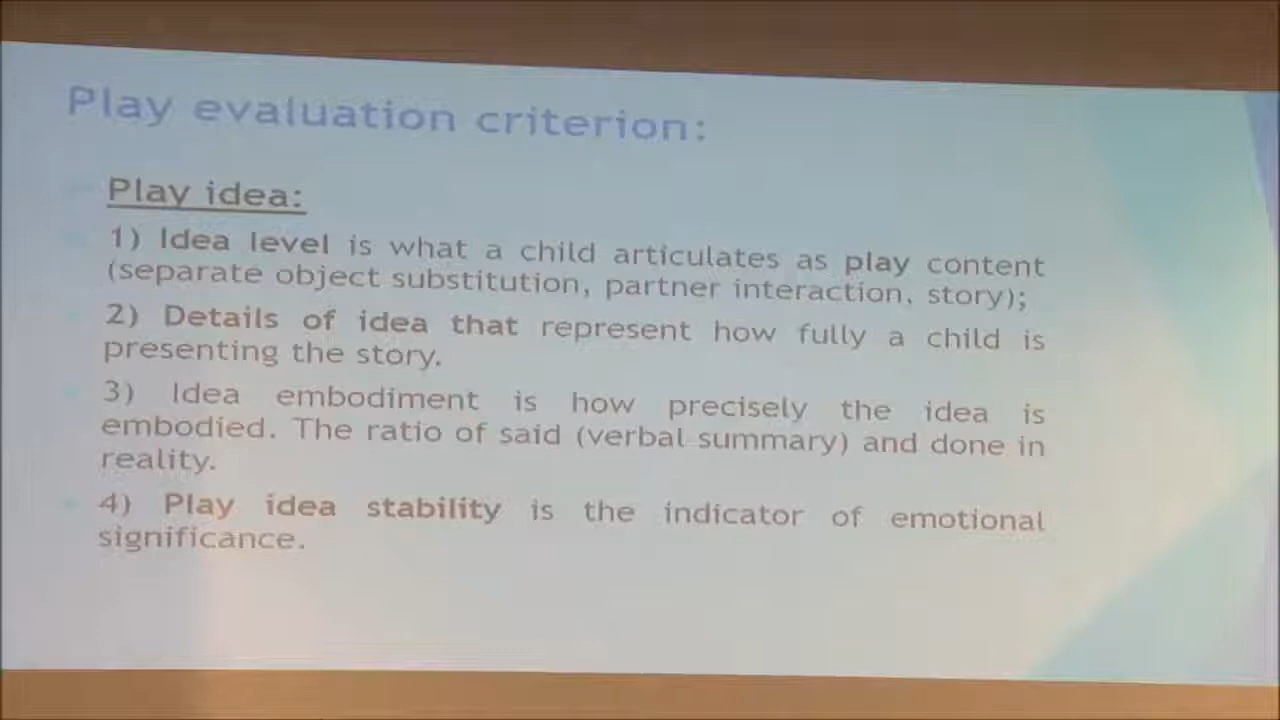 Play evaluation criterion:
Play idea:
1) Idea level is what a child articulates as play content
(separate object substitution, partner interaction, story);
2) Details of idea that represent how fully a child is
presenting the story.
3) Idea embodiment is how precisely the idea is
embodied. The ratio of said (verbal summary) and done in
reality.
4) Play idea stability is the indicator of emotional
significance.